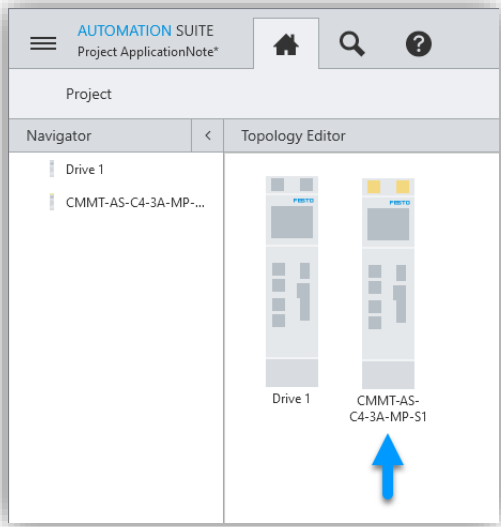 AUTOMATION SUITE
Project ApplicationNote*
?
Project
Navigator
<
Topology Editor
Drive 1
CMMT-AS-C4-3A-MP-...
FESTO
FESTO
Drive 1
CMMT-AS-
C4-3A-MP-S1